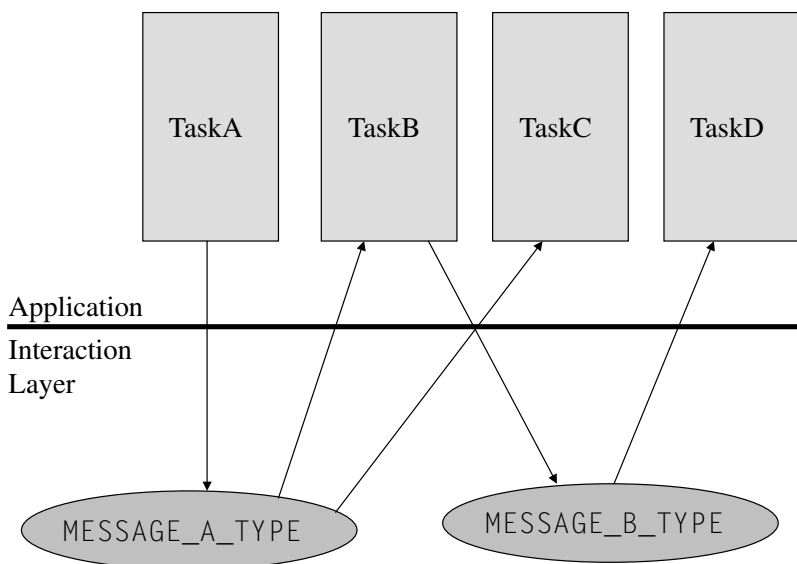 TaskA
TaskB
TaskC
TaskD
Application
Interaction
Layer
MESSAGE_A_TYPE
MESSAGE_B_TYPE